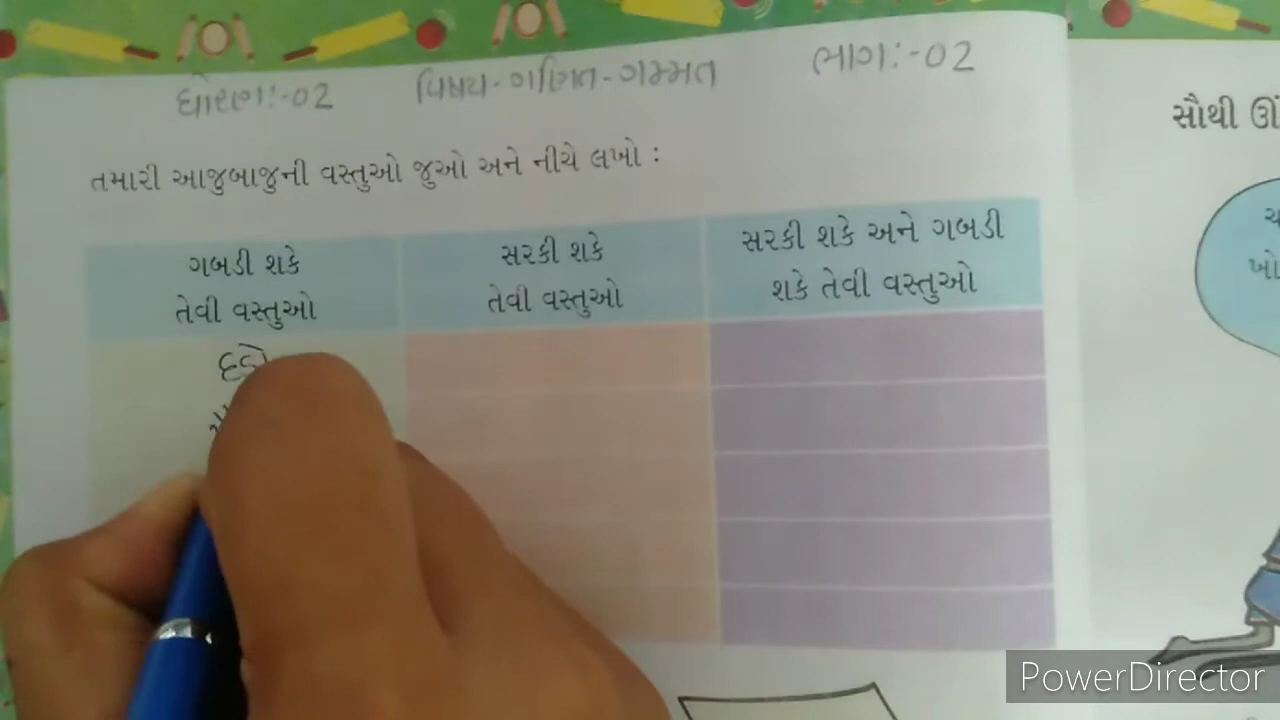 ધોરણ:-02 વિષય-ગણિત-ગમ્મત ભાગ:-02
તમારી આજુબાજુની વસ્તુઓ જુઓ અને નીચે લખો :
ગબડી શકે
તેવી વસ્તુઓ
સરકી શકે
તેવી વસ્તુઓ
સરકી શકે અને ગબડી
શકે તેવી વસ્તુઓ
દડો
સૌથી
PowerDirector